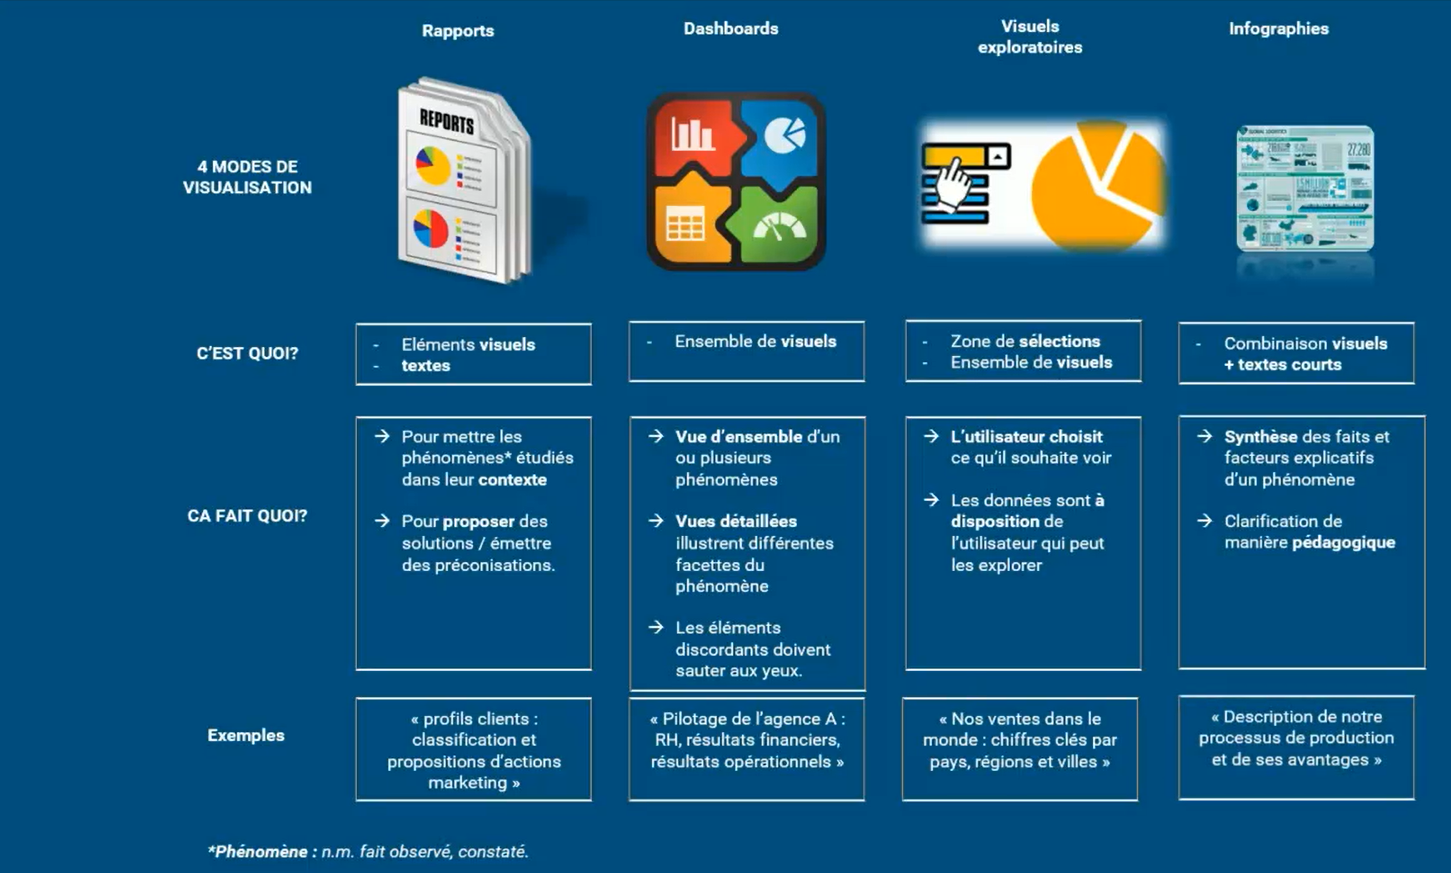 Rapports
Dashboards
Visuels
exploratoires
Infographies
4 MODES DE
VISUALISATION
REPORTS
GLOBAL LOGISTICS
27,280
C'EST QUOI?
- Eléments visuels
- textes
- Ensemble de visuels
- Zone de sélections
- Ensemble de visuels
- Combinaison visuels
+ textes courts
CA FAIT QUOI?
→ Pour mettre les
phénomènes* étudiés
dans leur contexte
→ Pour proposer des
solutions / émettre
des préconisations.
→ Vue d'ensemble d'un
ou plusieurs
phénomènes
→ Vues détaillées
illustrent différentes
facettes du
phénomène
→ Les éléments
discordants doivent
sauter aux yeux.
→ L'utilisateur choisit
ce qu'il souhaite voir
→ Les données sont à
disposition de
l'utilisateur qui peut
les explorer
→ Synthèse des faits et
facteurs explicatifs
d'un phénomène
→ Clarification de
manière pédagogique
Exemples
« profils clients :
classification et
propositions d'actions
marketing »
« Pilotage de l'agence A :
RH, résultats financiers,
résultats opérationnels »
« Nos ventes dans le
monde : chiffres clés par
pays, régions et villes »
« Description de notre
processus de production
et de ses avantages »
*Phénomène : n.m. fait observé, constaté.